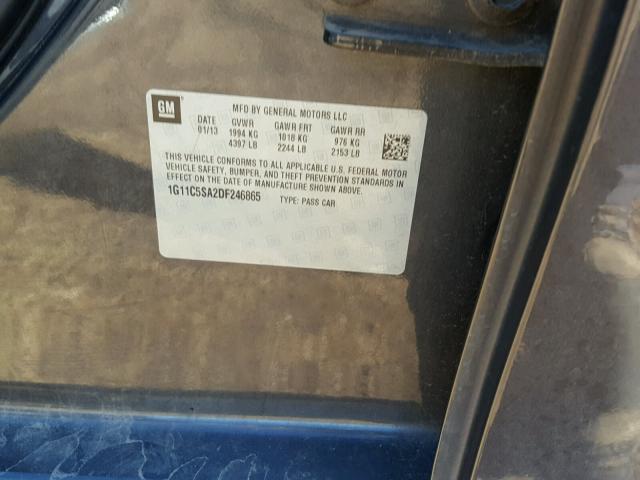 GM
MFD BY GENERAL MOTORS LLC
DATE GVWR GAWR FRT GAWR RR
01/13 1994 KG 1018 KG 976 KG
4397 LB 2244 LB 2153 LB
THIS VEHICLE CONFORMS TO ALL APPLICABLE U.S. FEDERAL MOTOR
VEHICLE SAFETY, BUMPER, AND THEFT PREVENTION STANDARDS IN
EFFECT ON THE DATE OF MANUFACTURE SHOWN ABOVE.
1G11C5SA2DF246865 TYPE: PASS CAR